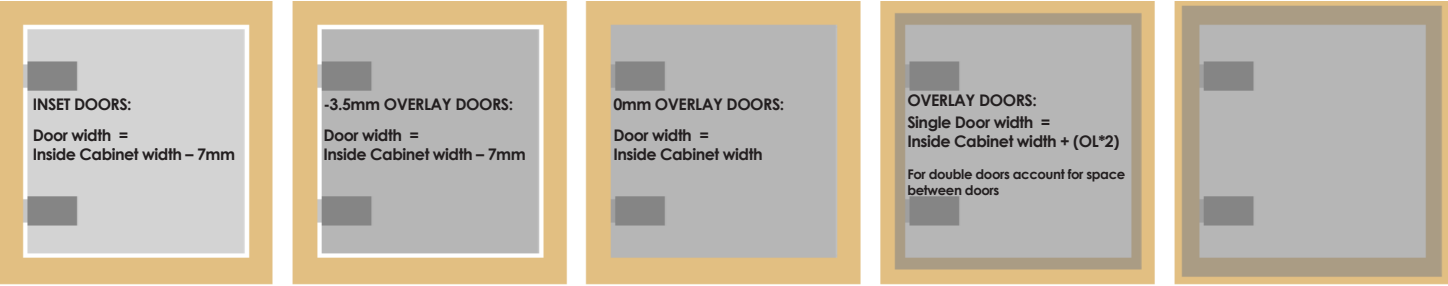 INSET DOORS:
Door width =
Inside Cabinet width – 7mm
-3.5mm OVERLAY DOORS:
Door width =
Inside Cabinet width – 7mm
0mm OVERLAY DOORS:
Door width =
Inside Cabinet width
OVERLAY DOORS:
Single Door width =
Inside Cabinet width + (OL*2)
For double doors account for space
between doors